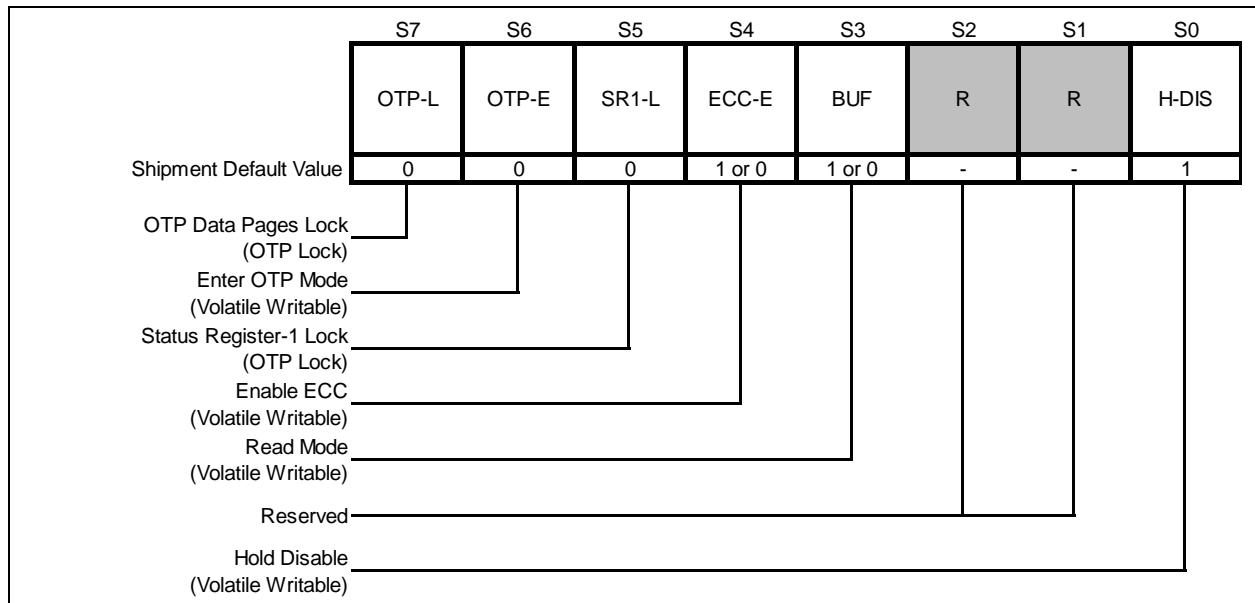 S7 S6 S5 S4 S3 S2 S1 S0
OTP-L OTP-E SR1-L ECC-E BUF R R H-DIS
Shipment Default Value 0 0 0 1 or 0 1 or 0 - - 1
OTP Data Pages Lock
(OTP Lock)
Enter OTP Mode
(Volatile Writable)
Status Register-1 Lock
(OTP Lock)
Enable ECC
(Volatile Writable)
Read Mode
(Volatile Writable)
Reserved
Hold Disable
(Volatile Writable)